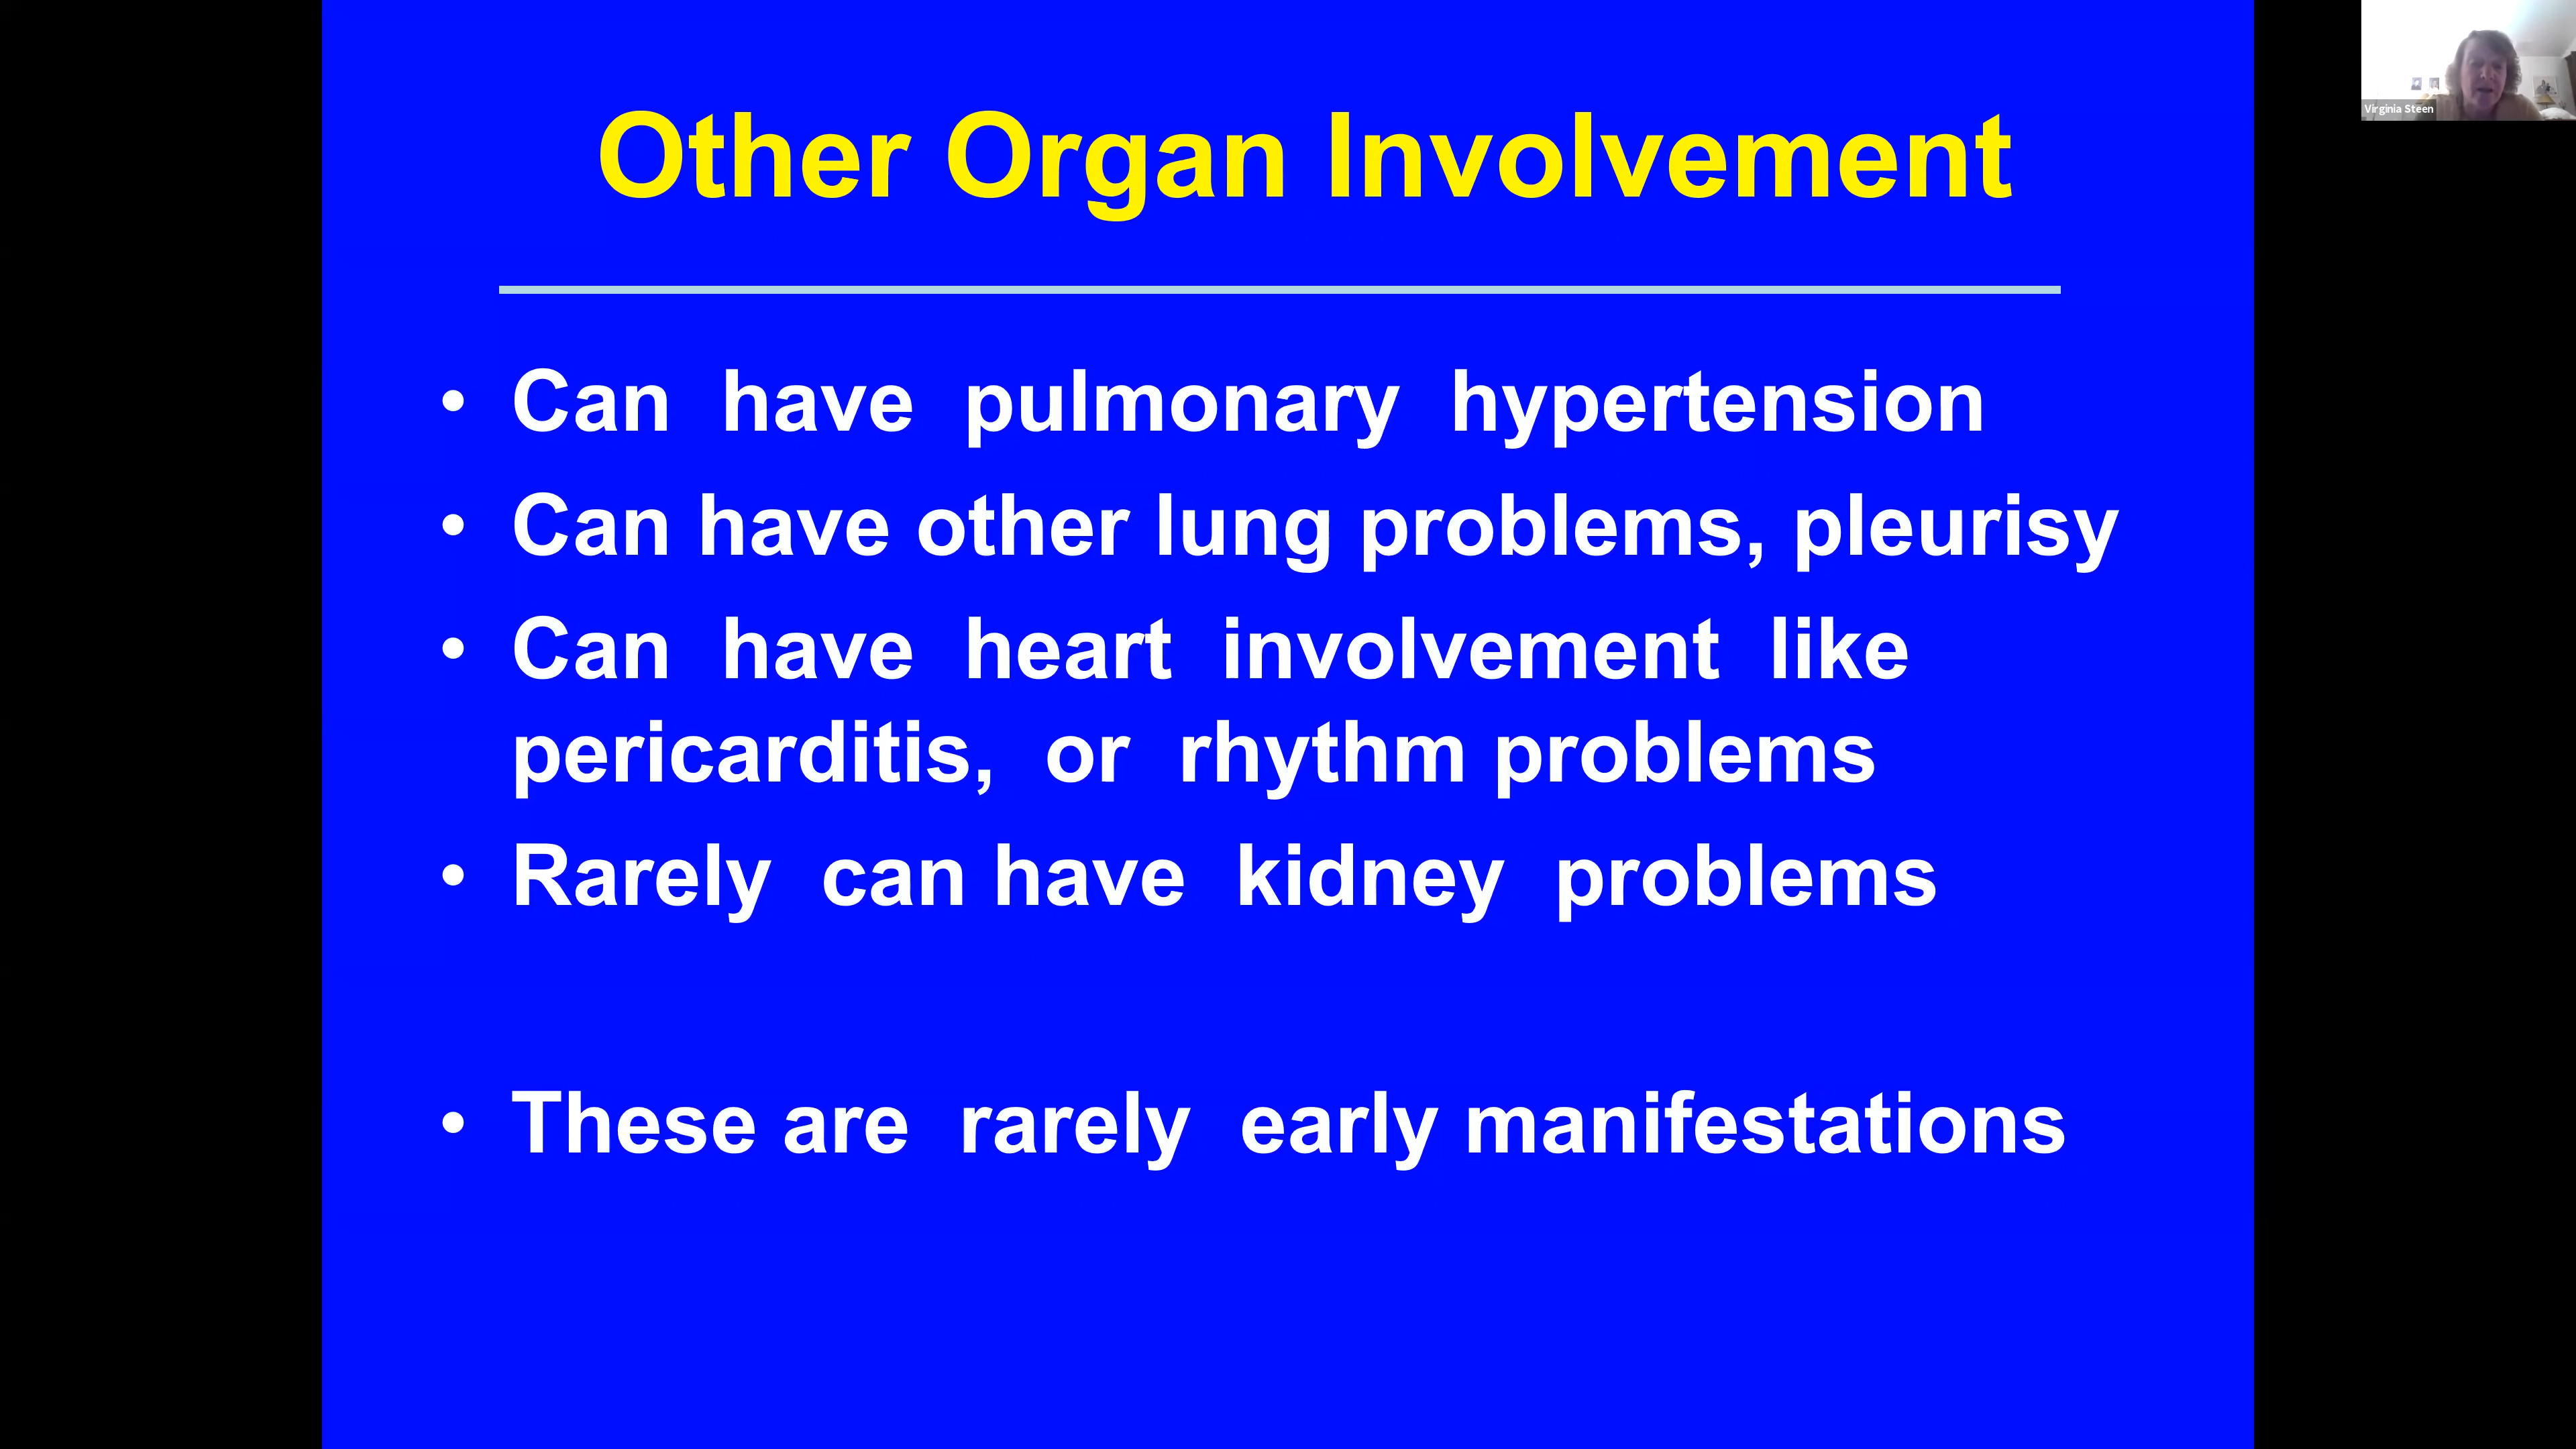 Other Organ Involvement
• Can have pulmonary hypertension
• Can have other lung problems, pleurisy
• Can have heart involvement like
pericarditis, or rhythm problems
• Rarely can have kidney problems
• These are rarely early manifestations
Virginia Steen